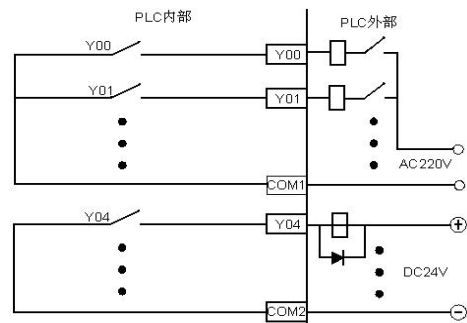 PLC内部
PLC外部
Y00
Y00
Y01
Y01
AC220V
COM1
Y04
Y04
DC24V
COM2